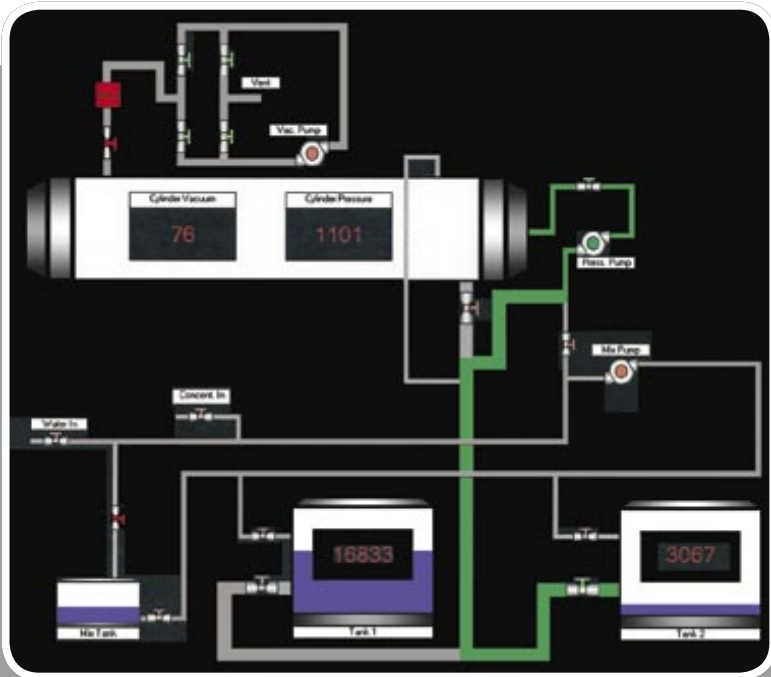 Vent
Vac. Pump
Cylinder Vacuum
76
Cylinder Pressure
1101
Press. Pump
Mix Pump
Concent. In
Water In
16833
3067
Mix Tank
Tank 1
Tank 2